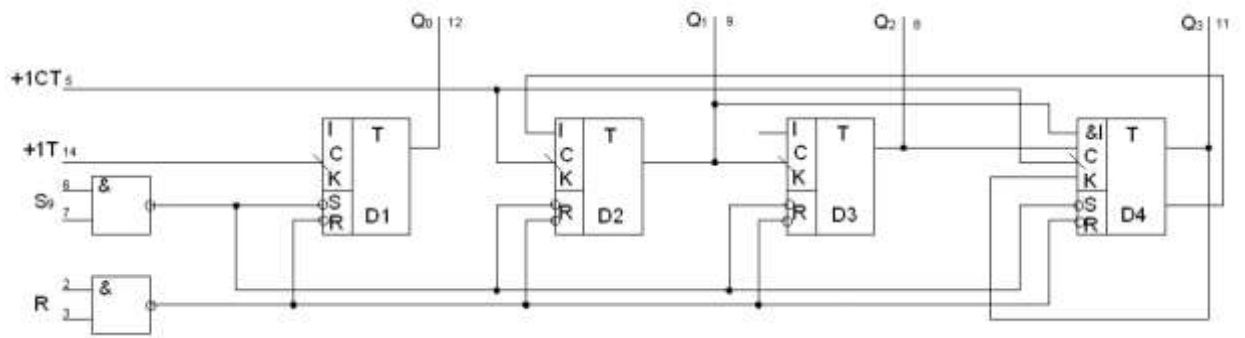 Q0 12 Q1 9 Q2 8 Q3 11
+1CT 5
+1T 14
I T
C
K
S
R D1
I T
C
K
R D2
I T
C
K
R D3
&I T
C
K
S
R D4
S9 6 7 &
R 2 3 &